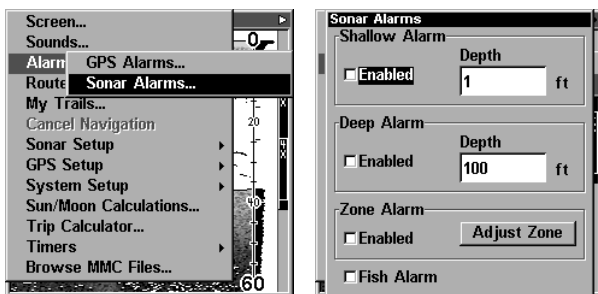 Screen...
Sounds...
0
Alarm
GPS Alarms...
Route
Sonar Alarms...
My Trails...
Cancel Navigation
20
Sonar Setup
GPS Setup
System Setup
Sun/Moon Calculations...
40
Trip Calculator...
Timers
Browse MMC Files...
60
Sonar Alarms
Shallow Alarm
Depth
Enabled
1 ft
Deep Alarm
Depth
Enabled
100 ft
Zone Alarm
Enabled
Adjust Zone
Fish Alarm